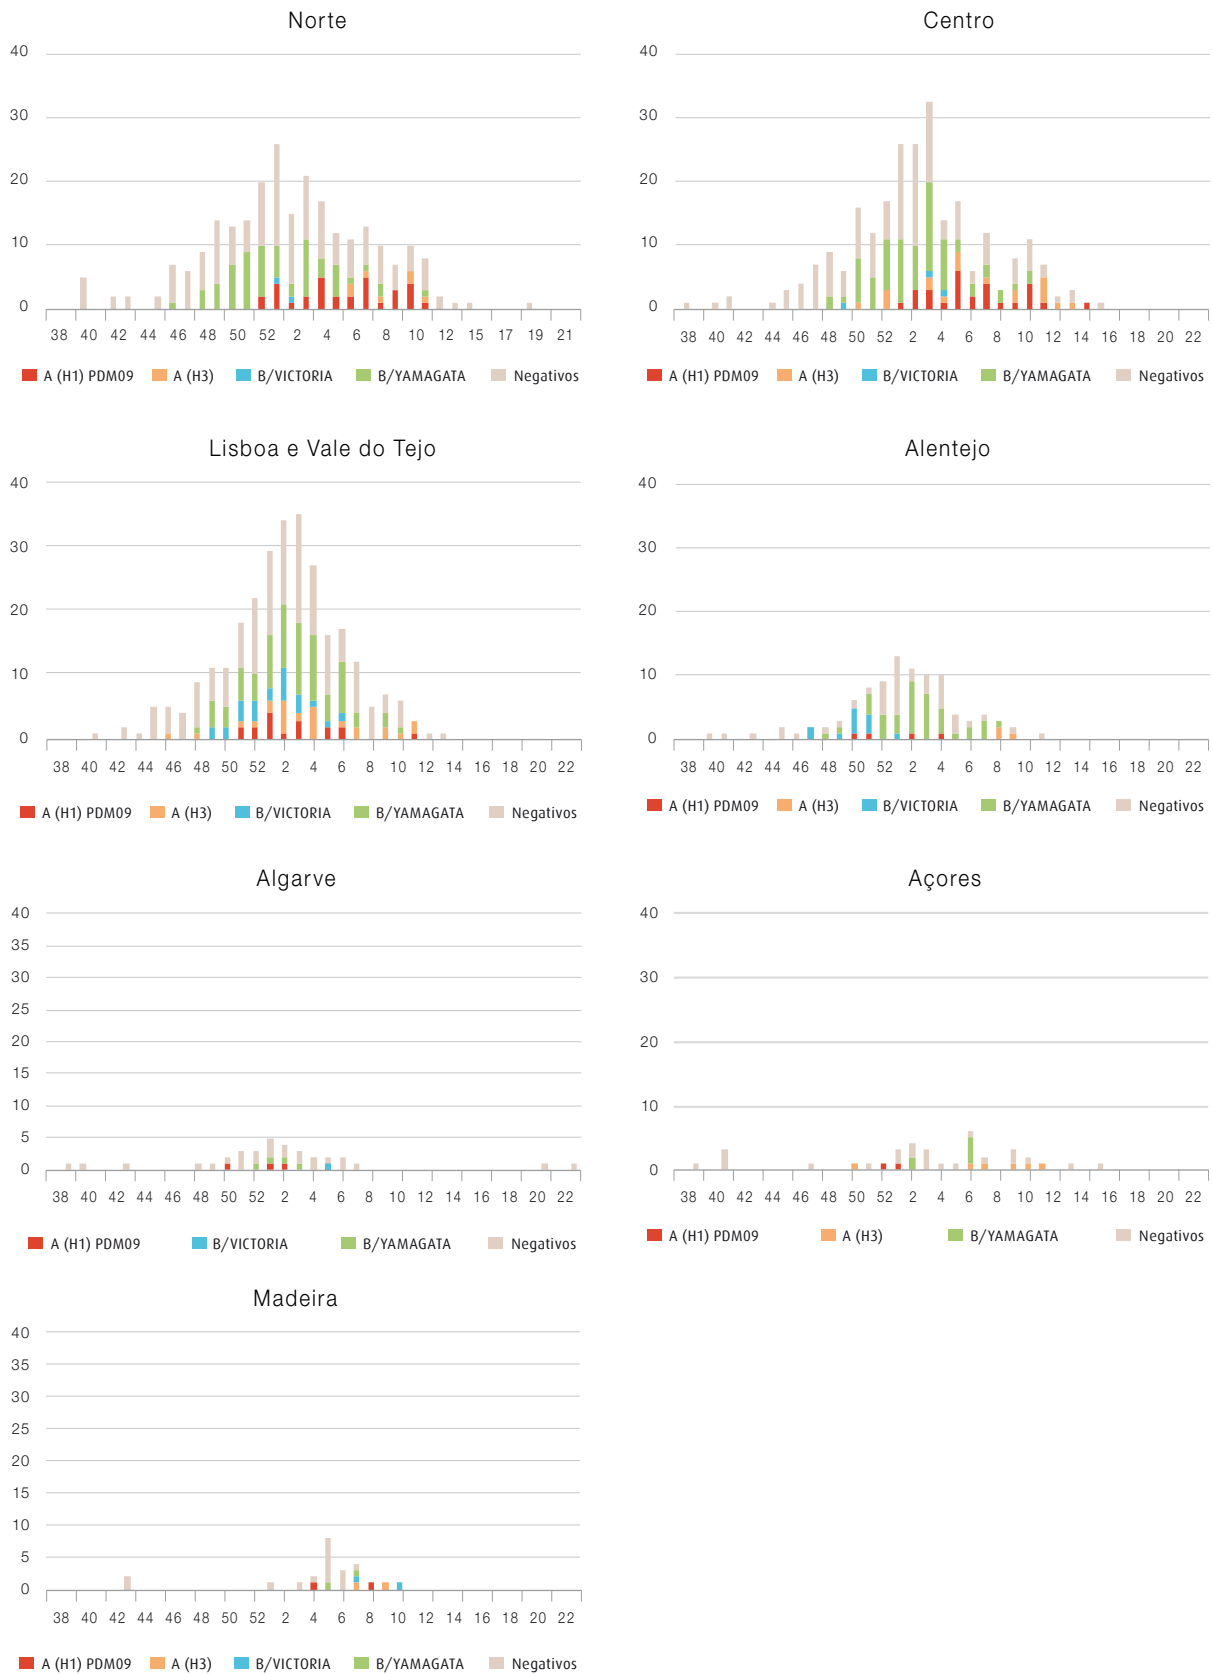 Norte
40
30
20
10
0
38 40 42 44 46 48 50 52 2 4 6 8 10 12 15 17 19 21
A (H1) PDM09 A (H3) B/VICTORIA B/YAMAGATA Negativos
Centro
40
30
20
10
0
38 40 42 44 46 48 50 52 2 4 6 8 10 12 14 16 18 20 22
A (H1) PDM09 A (H3) B/VICTORIA B/YAMAGATA Negativos
Lisboa e Vale do Tejo
40
30
20
10
0
38 40 42 44 46 48 50 52 2 4 6 8 10 12 14 16 18 20 22
A (H1) PDM09 A (H3) B/VICTORIA B/YAMAGATA Negativos
Alentejo
40
30
20
10
0
38 40 42 44 46 48 50 52 2 4 6 8 10 12 14 16 18 20 22
A (H1) PDM09 A (H3) B/VICTORIA B/YAMAGATA Negativos
Algarve
40
35
30
25
20
15
10
5
0
38 40 42 44 46 48 50 52 2 4 6 8 10 12 14 16 18 20 22
A (H1) PDM09 B/VICTORIA B/YAMAGATA Negativos
Açores
40
30
20
10
0
38 40 42 44 46 48 50 52 2 4 6 8 10 12 14 16 18 20 22
A (H1) PDM09 A (H3) B/YAMAGATA Negativos
Madeira
40
35
30
25
20
15
10
5
0
38 40 42 44 46 48 50 52 2 4 6 8 10 12 14 16 18 20 22
A (H1) PDM09 A (H3) B/VICTORIA B/YAMAGATA Negativos